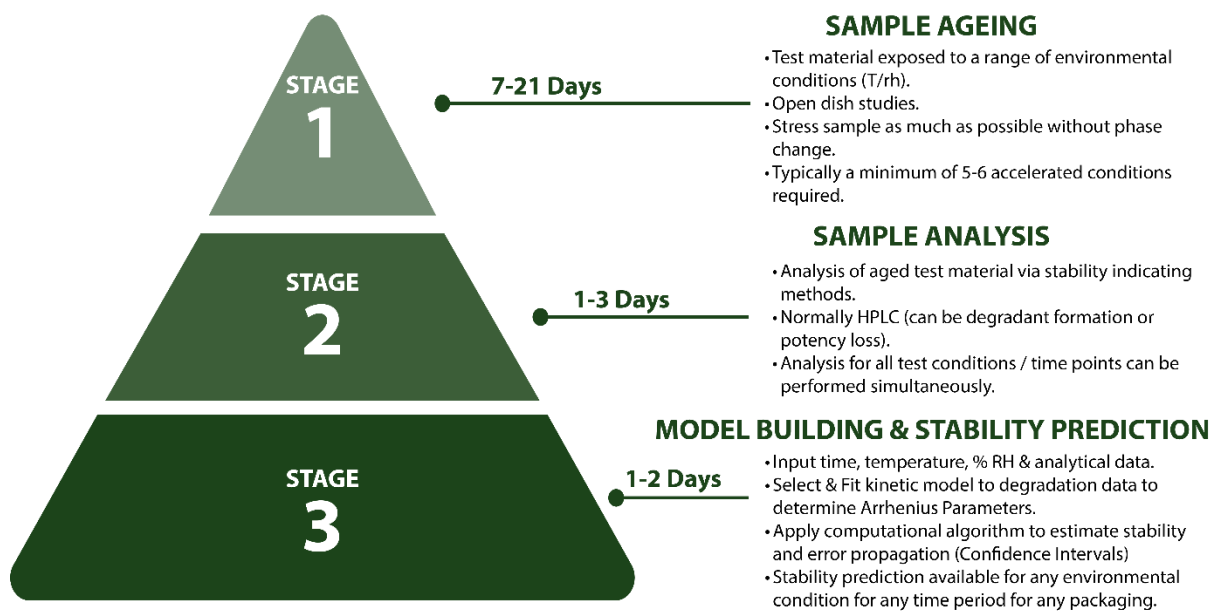 STAGE
1
7-21 Days
SAMPLE AGEING
•Test material exposed to a range of environmental
conditions (T/rh).
•Open dish studies.
•Stress sample as much as possible without phase
change.
•Typically a minimum of 5-6 accelerated conditions
required.
STAGE
2
1-3 Days
SAMPLE ANALYSIS
•Analysis of aged test material via stability indicating
methods.
•Normally HPLC (can be degradant formation or
potency loss).
•Analysis for all test conditions / time points can be
performed simultaneously.
STAGE
3
1-2 Days
MODEL BUILDING & STABILITY PREDICTION
•Input time, temperature, % RH & analytical data.
•Select & Fit kinetic model to degradation data to
determine Arrhenius Parameters.
•Apply computational algorithm to estimate stability
and error propagation (Confidence Intervals)
•Stability prediction available for any environmental
condition for any time period for any packaging.